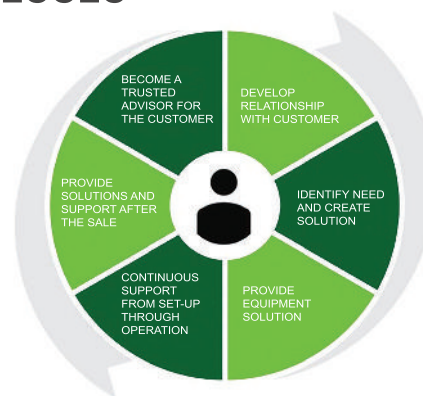 BECOME A
TRUSTED
ADVISOR FOR
THE CUSTOMER
DEVELOP
RELATIONSHIP
WITH CUSTOMER
IDENTIFY NEED
AND CREATE
SOLUTION
PROVIDE
EQUIPMENT
SOLUTION
CONTINUOUS
SUPPORT
FROM SET-UP
THROUGH
OPERATION
PROVIDE
SOLUTIONS AND
SUPPORT AFTER
THE SALE